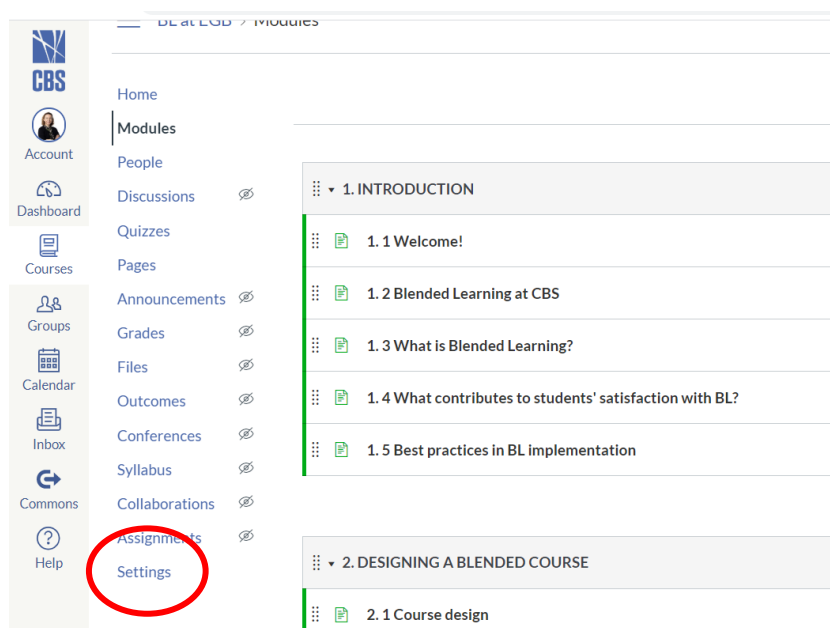 BL at EGB > Modules
CBS
Account
Dashboard
Courses
Groups
Calendar
Inbox
Commons
Help
Home
Modules
People
Discussions
Quizzes
Pages
Announcements
Grades
Files
Outcomes
Conferences
Syllabus
Collaborations
Assignments
Settings
1. INTRODUCTION
1. 1 Welcome!
1. 2 Blended Learning at CBS
1. 3 What is Blended Learning?
1. 4 What contributes to students' satisfaction with BL?
1. 5 Best practices in BL implementation
2. DESIGNING A BLENDED COURSE
2. 1 Course design